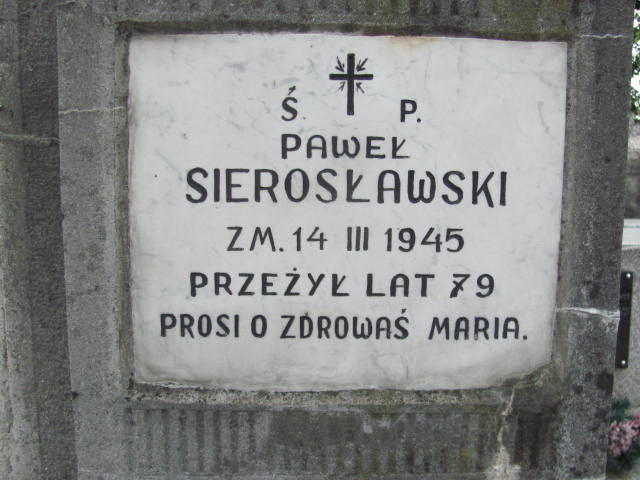 Ś. P.
PAWEŁ
SIEROSŁAWSKI
ZM. 14 III 1945
PRZEŻYŁ LAT 79
PROSI O ZDROWAŚ MARIA.